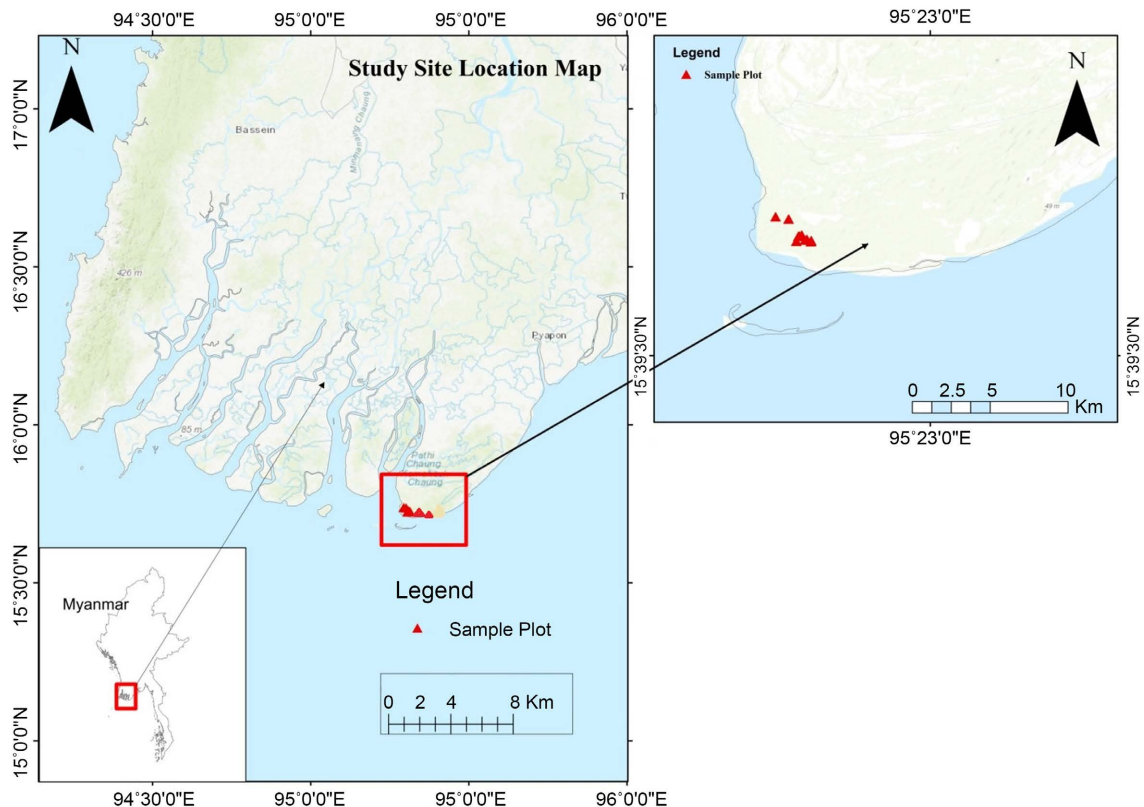 94°30'0"E
95°0'0"E
95°0'0"E
96°0'0"E
N
Study Site Location Map
17°0'0"N
16°30'0"N
16°0'0"N
15°30'0"N
15°0'0"N
Bassein
426 m
85 m
Pyapon
Pathi
Chaung
Chaung
Myanmar
Legend
Sample Plot
0 2 4 8 Km
94°30'0"E
95°0'0"E
95°0'0"E
96°0'0"E
95°23'0"E
Legend
Sample Plot
N
49 m
15°39'30"N
15°39'30"N
0 2.5 5 10
Km
95°23'0"E